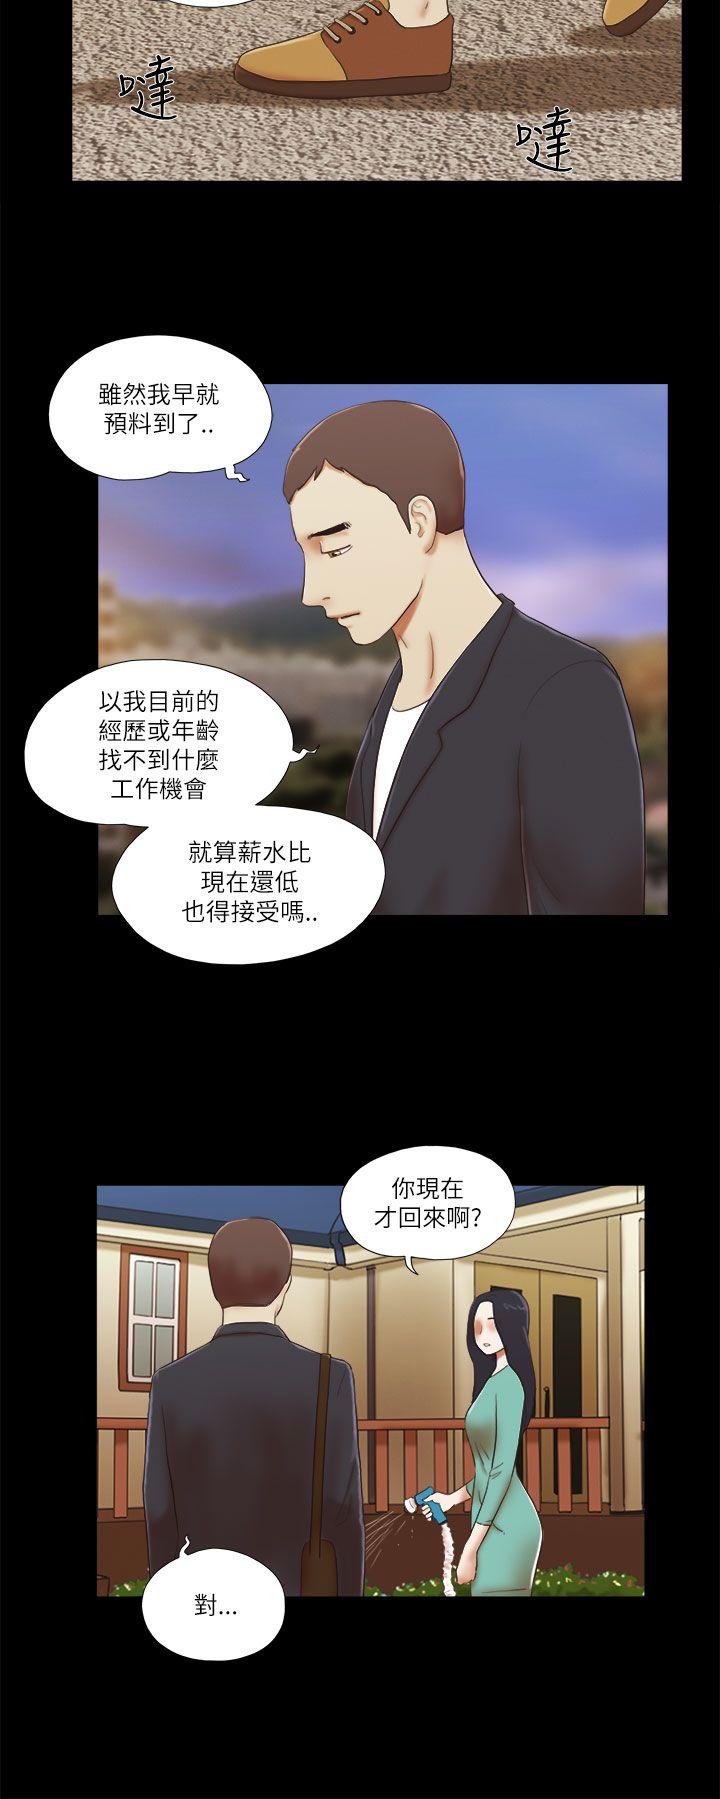 噠
噠
雖然我早就
預料到了..
以我目前的
經歷或年齡
找不到什麼
工作機會
就算薪水比
現在還低
也得接受嗎..
你現在
才回來啊?
對...